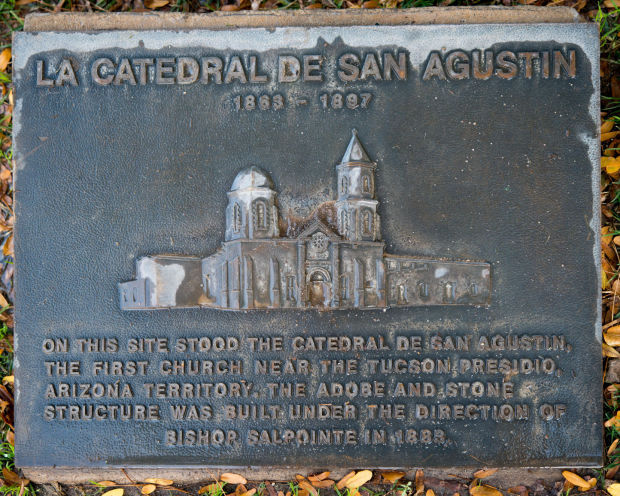 LA CATEDRAL DE SAN AGUSTIN
1863 - 1897
ON THIS SITE STOOD THE CATEDRAL DE SAN AGUSTIN,
THE FIRST CHURCH NEAR THE TUCSON PRESIDIO,
ARIZONA TERRITORY. THE ADOBE AND STONE
STRUCTURE WAS BUILT UNDER THE DIRECTION OF
BISHOP SALPOINTE IN